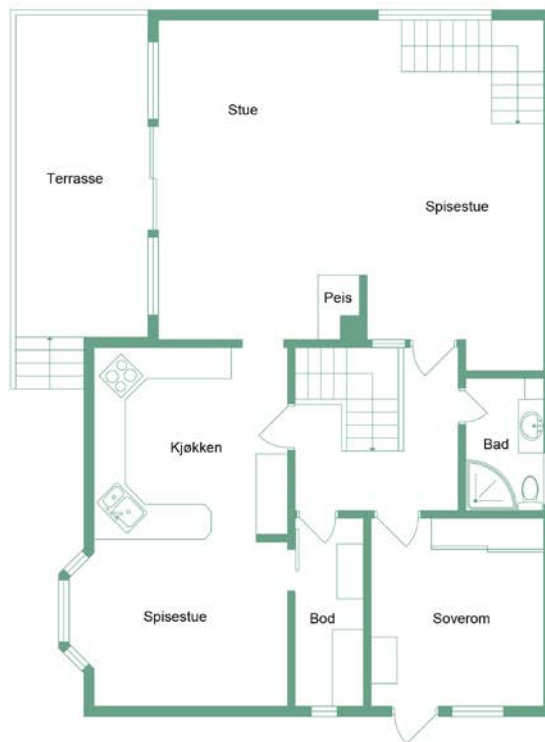 Stue
Terrasse
Spisestue
Peis
Kjøkken
Bad
Spisestue
Bod
Soverom